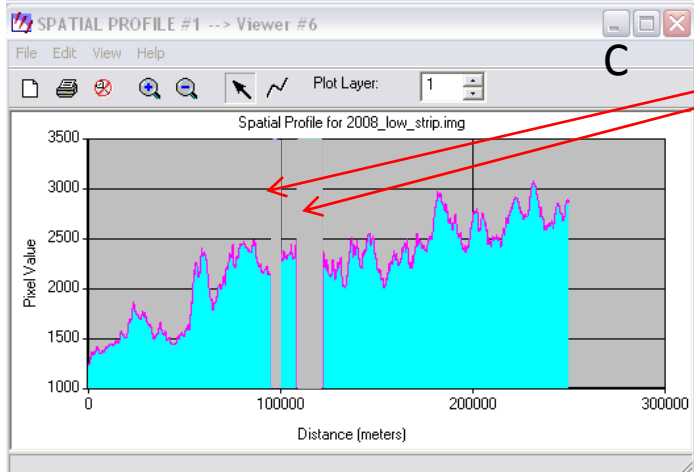 SPATIAL PROFILE #1 --> Viewer #6
File Edit View Help
C
Plot Layer: 1
Spatial Profile for 2008_low_strip.img
3500
3000
2500
2000
1500
1000
Pixel Value
0 100000 200000 300000
Distance (meters)